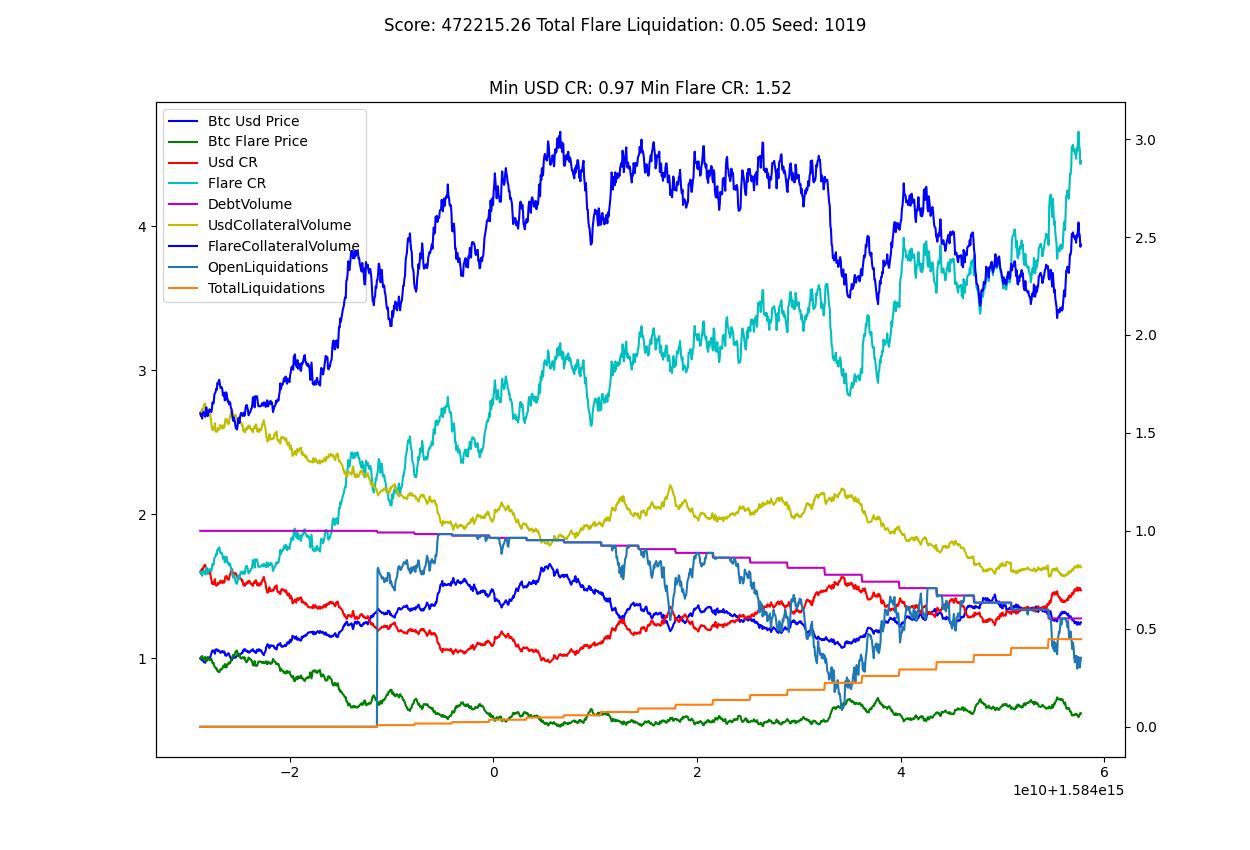 Score: 472215.26 Total Flare Liquidation: 0.05 Seed: 1019
Min USD CR: 0.97 Min Flare CR: 1.52
Btc Usd Price
Btc Flare Price
Usd CR
Flare CR
DebtVolume
UsdCollateralVolume
FlareCollateralVolume
OpenLiquidations
TotalLiquidations
4
3
2
1
3.0
2.5
2.0
1.5
1.0
0.5
0.0
−2 0 2 4 6
1e10+1.584e15